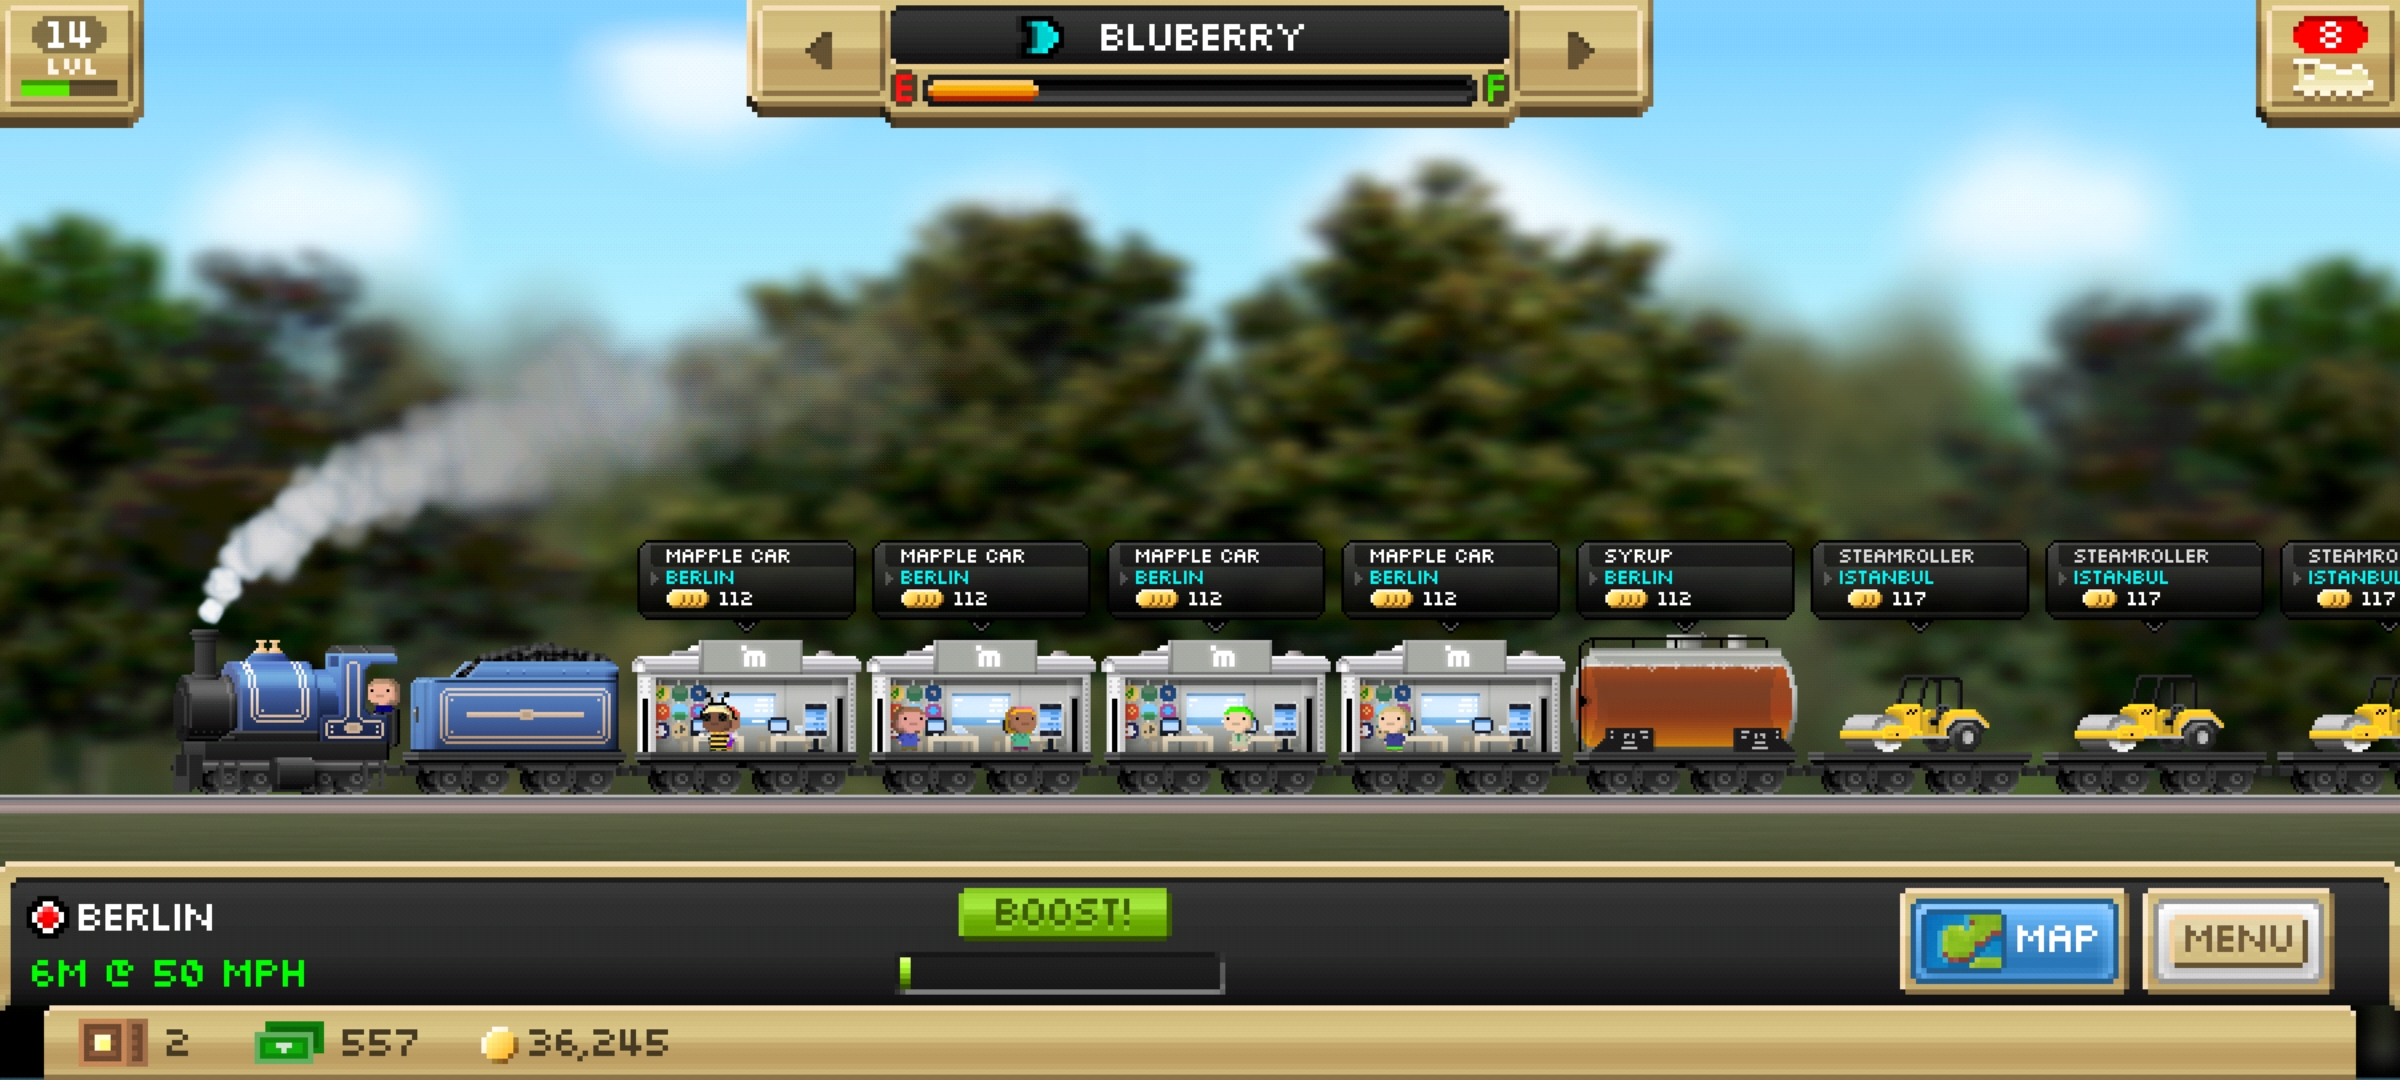 14
LVL
BLUBERRY
E
F
8
MAPPLE CAR
BERLIN
112
MAPPLE CAR
BERLIN
112
MAPPLE CAR
BERLIN
112
MAPPLE CAR
BERLIN
112
SYRUP
BERLIN
112
STEAMROLLER
ISTANBUL
117
STEAMROLLER
ISTANBUL
117
STEAMRO
ISTANBUL
117
m
m
m
m
BERLIN
6M @ 50 MPH
BOOST!
MAP
MENU
2
557
36,245